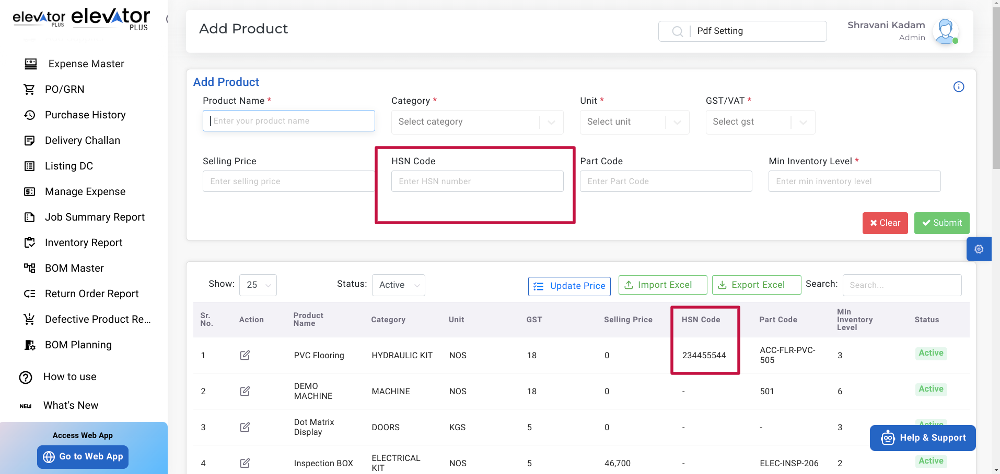 elevator PLUS elevator PLUS
Expense Master
PO/GRN
Purchase History
Delivery Challan
Listing DC
Manage Expense
Job Summary Report
Inventory Report
BOM Master
Return Order Report
Defective Product Re...
BOM Planning
How to use
NEW What's New
Access Web App
Go to Web App
Add Product
Pdf Setting
Shravani Kadam
Admin
Add Product
Product Name * Category * Unit * GST/VAT *
Enter your product name Select category Select unit Select gst
Selling Price HSN Code Part Code Min Inventory Level *
Enter selling price Enter HSN number Enter Part Code Enter min inventory level
Clear Submit
Show: 25 Status: Active Update Price Import Excel Export Excel Search: Search...
Sr. No. Action Product Name Category Unit GST Selling Price HSN Code Part Code Min Inventory Level Status
1 PVC Flooring HYDRAULIC KIT NOS 18 0 234455544 ACC-FLR-PVC-505 3 Active
2 DEMO MACHINE MACHINE NOS 18 0 - 501 6 Active
3 Dot Matrix Display DOORS KGS 5 0 - - 3 Active
4 Inspection BOX ELECTRICAL KIT NOS 5 46,700 - ELEC-INSP-206 2 Active
Help & Support